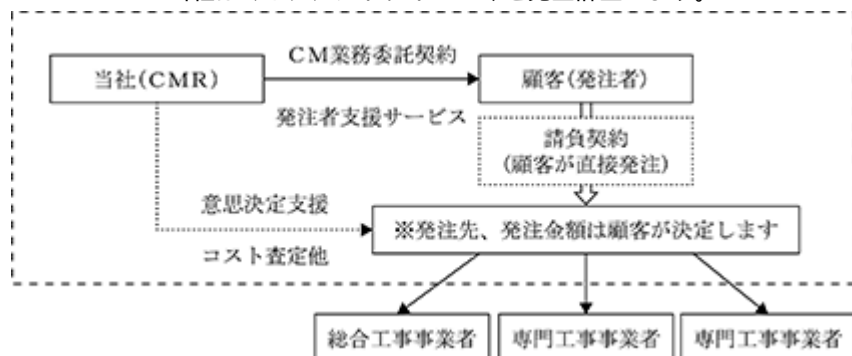 CM業務委託契約
当社(CMR)
顧客(発注者)
発注者支援サービス
請負契約
(顧客が直接発注)
意思決定支援
※発注先、発注金額は顧客が決定します
コスト査定他
総合工事事業者
専門工事事業者
専門工事事業者